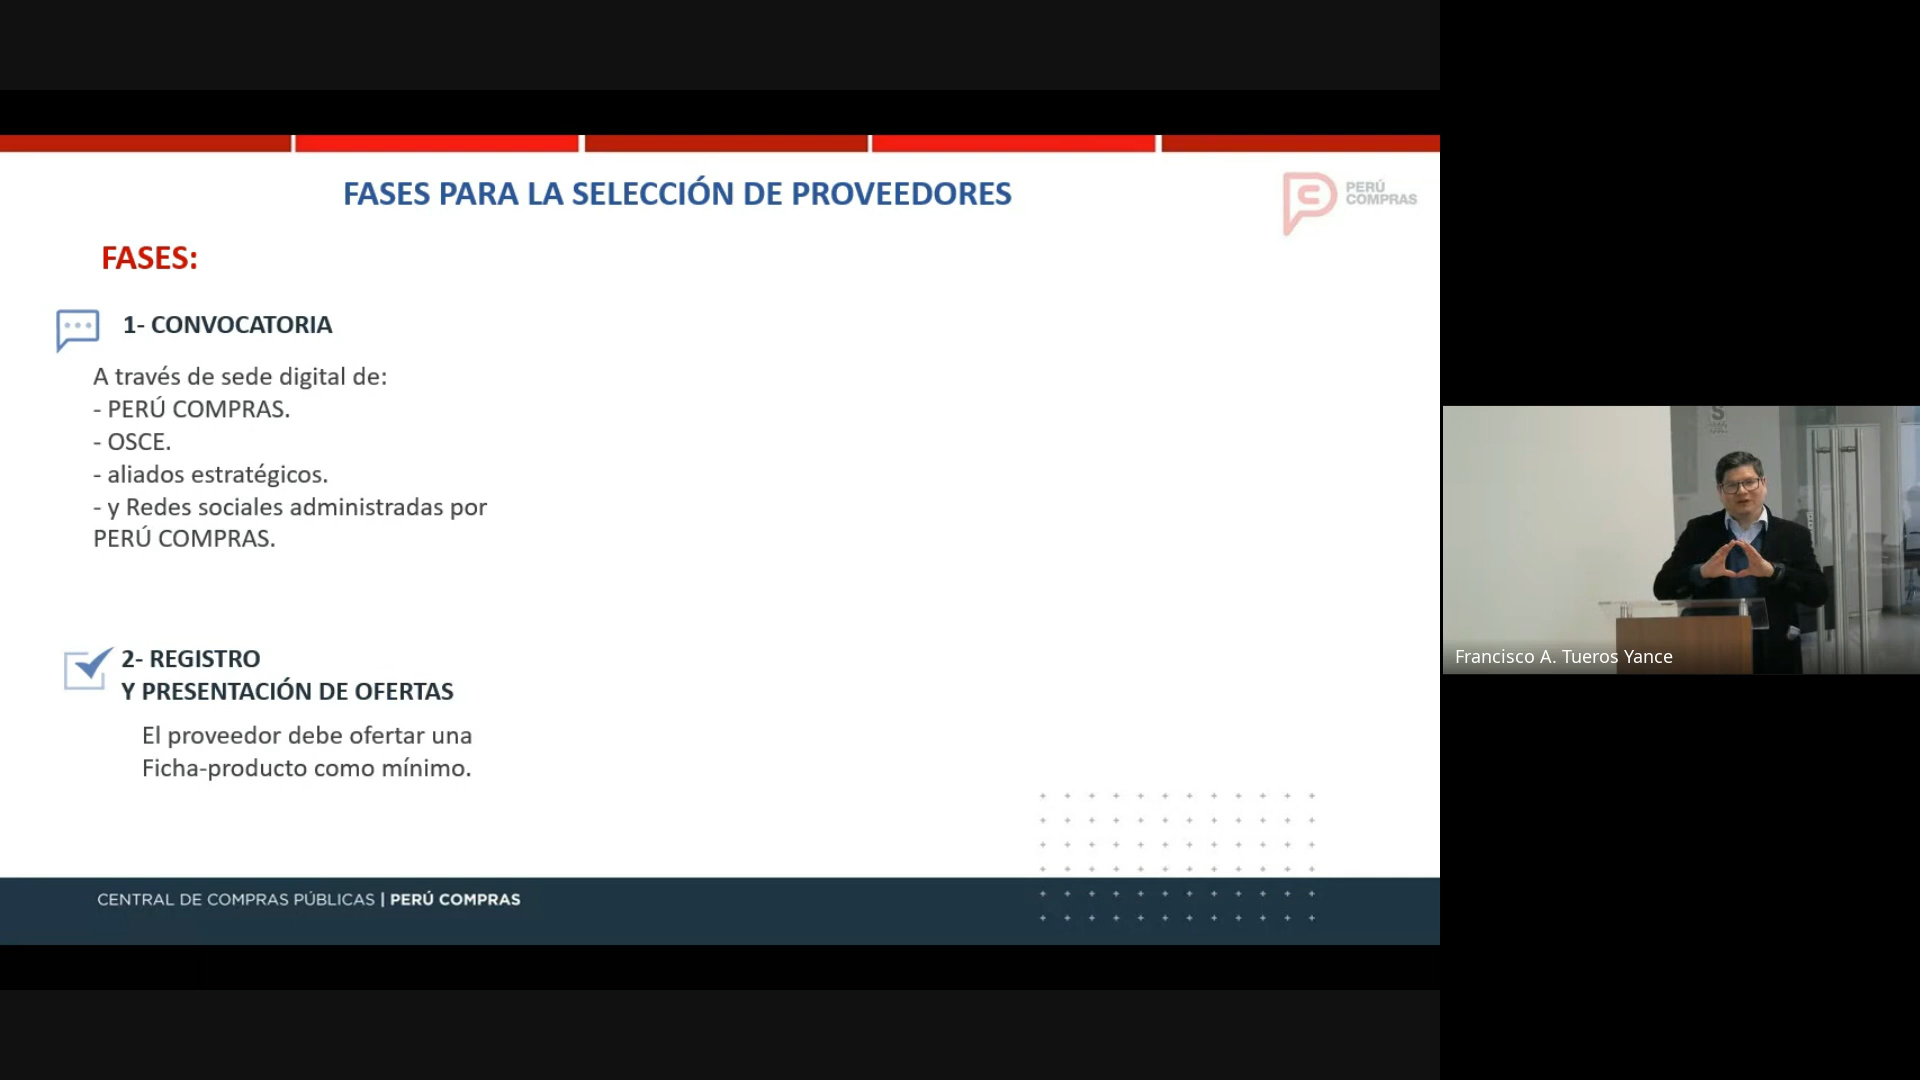 FASES PARA LA SELECCIÓN DE PROVEEDORES
PERÚ
COMPRAS
FASES:
1- CONVOCATORIA
A través de sede digital de:
- PERÚ COMPRAS.
- OSCE.
- aliados estratégicos.
- y Redes sociales administradas por
PERÚ COMPRAS.
2- REGISTRO
Y PRESENTACIÓN DE OFERTAS
El proveedor debe ofertar una
Ficha-producto como mínimo.
CENTRAL DE COMPRAS PÚBLICAS | PERÚ COMPRAS
S
Francisco A. Tueros Yance